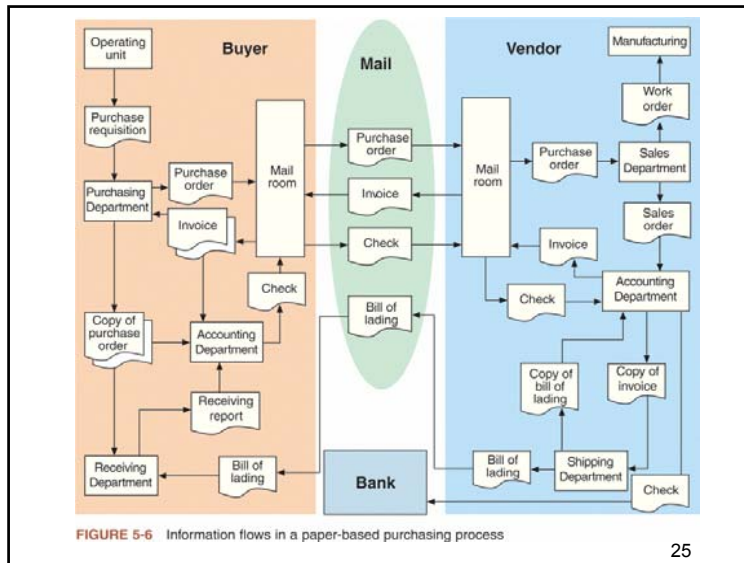 Buyer
Mail
Vendor
Operating
unit
Purchase
requisition
Purchasing
Department
Purchase
order
Invoice
Check
Copy of
purchase
order
Accounting
Department
Receiving
report
Receiving
Department
Bill of
lading
Mail
room
Purchase
order
Invoice
Check
Bill of
lading
Bank
Mail
room
Purchase
order
Manufacturing
Work
order
Sales
Department
Sales
order
Invoice
Check
Accounting
Department
Copy of
bill of
lading
Copy of
invoice
Bill of
lading
Shipping
Department
Check
FIGURE 5-6 Information flows in a paper-based purchasing process
25